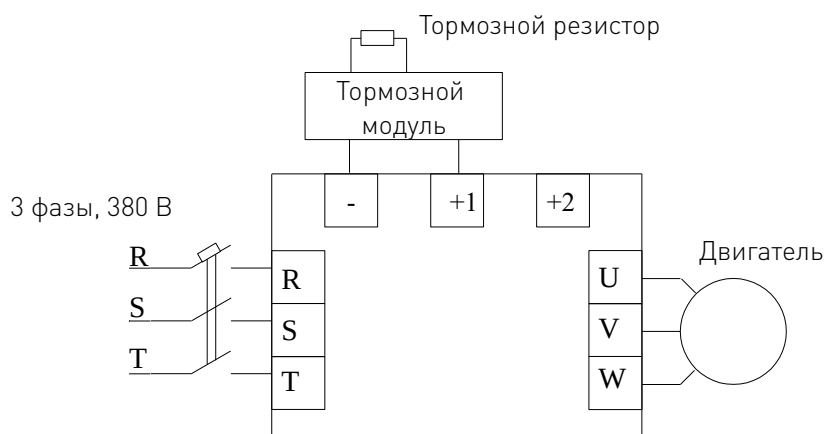 Тормозной резистор
Тормозной
модуль
3 фазы, 380 В
- +1 +2
Двигатель
R R U
S S V
T T W